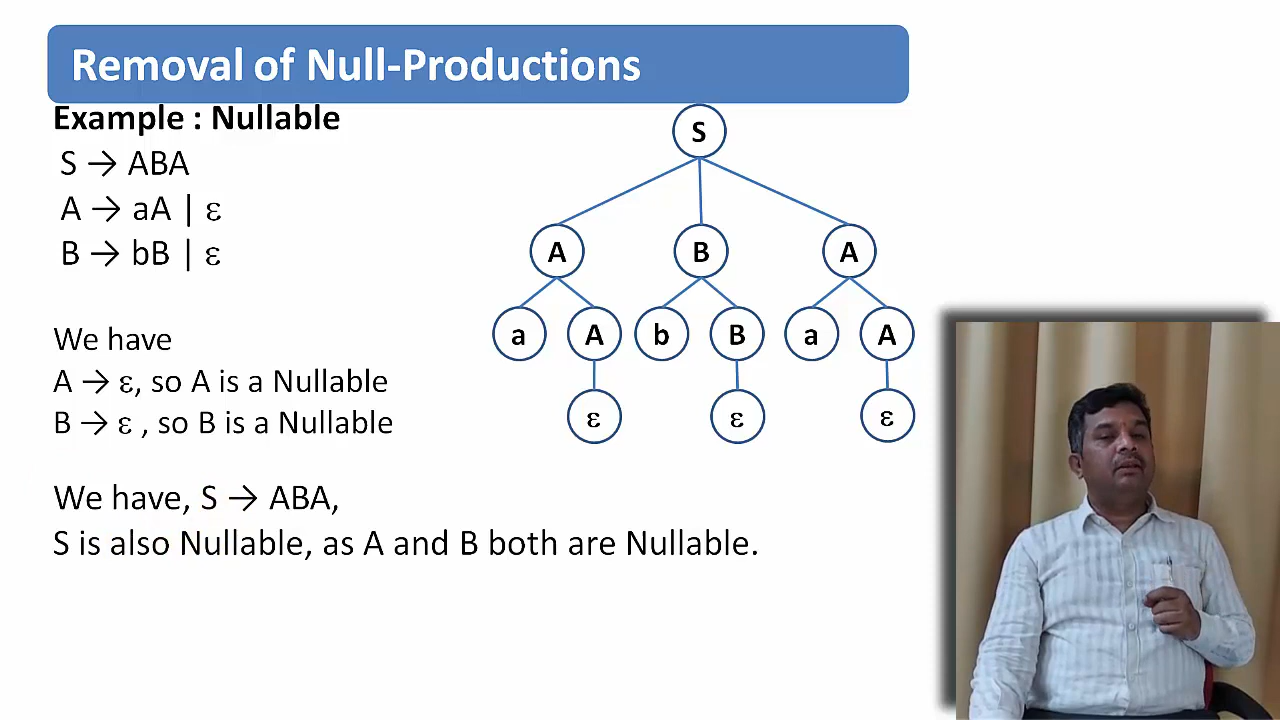 Removal of Null-Productions
Example : Nullable
S → ABA
A → aA | ε
B → bB | ε
We have
A → ε, so A is a Nullable
B → ε , so B is a Nullable
We have, S → ABA,
S is also Nullable, as A and B both are Nullable.
S
A B A
a A b B a A
ε ε ε